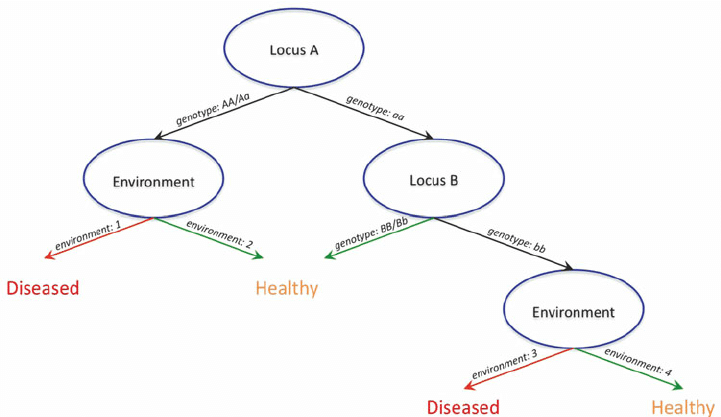 Locus A
genotype: AA/Aa
genotype: aa
Environment
Locus B
environment: 1
environment: 2
genotype: BB/Bb
genotype: bb
Diseased
Healthy
Environment
environment: 3
environment: 4
Diseased
Healthy